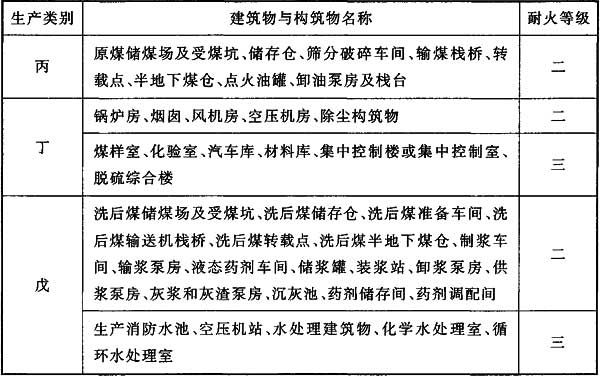 生产类别 建筑物与构筑物名称 耐火等级
丙 原煤储煤场及受煤坑、储存仓、筛分破碎车间、输煤栈桥、转
载点、半地下煤仓、点火油罐、卸油泵房及栈台 二
丁 锅炉房、烟囱、风机房、空压机房、除尘构筑物 二
煤样室、化验室、汽车库、材料库、集中控制楼或集中控制室、
脱硫综合楼 三
戊 洗后煤储煤场及受煤坑、洗后煤储存仓、洗后煤准备车间、洗
后煤输送机栈桥、洗后煤转载点、洗后煤半地下煤仓、制浆车
间、输浆泵房、液态药剂车间、储浆罐、装浆站、卸浆泵房、供
浆泵房、灰浆和灰渣泵房、沉灰池、药剂储存间、药剂调配间 二
生产消防水池、空压机站、水处理建筑物、化学水处理室、循
环水处理室 三